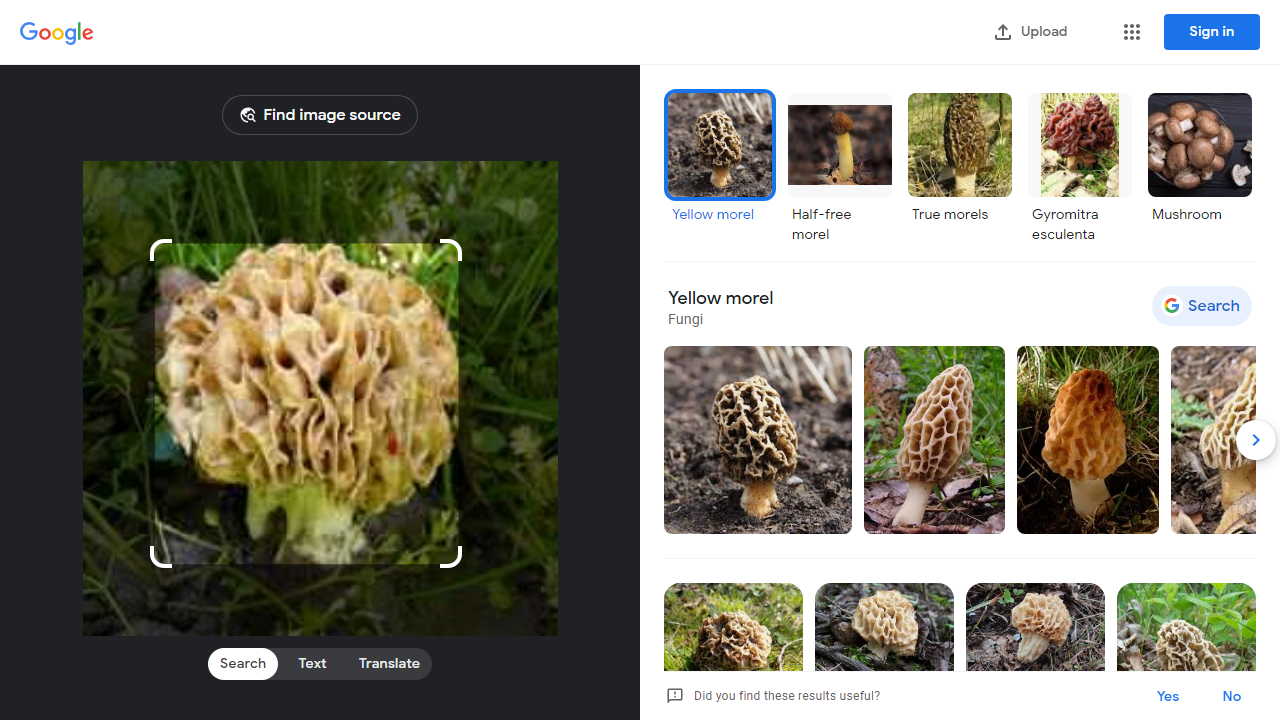 Google
Upload
Sign in
Find image source
Yellow morel
Half-free
morel
True morels
Gyromitra
esculenta
Mushroom
Yellow morel
Fungi
Search
Search
Text
Translate
Did you find these results useful?
Yes
No